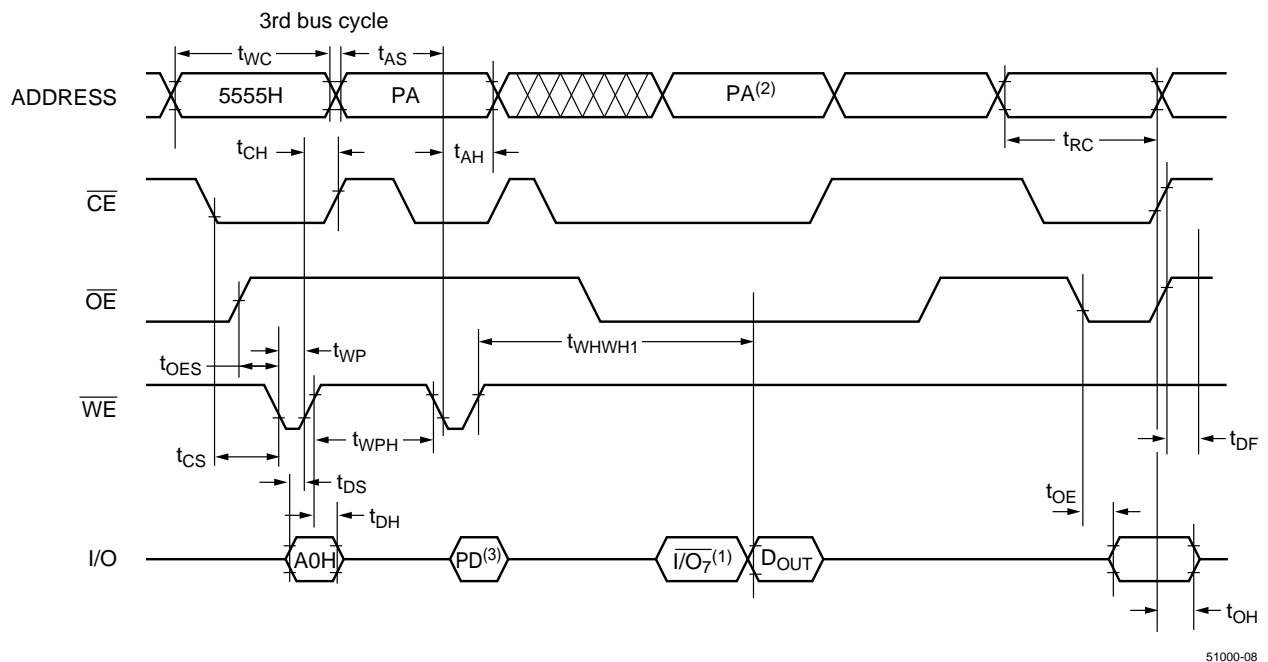 3rd bus cycle
tWC
tAS
ADDRESS
5555H
PA
PA(2)
tCH
tAH
tRC
CE
OE
tWP
tWHWH1
tOES
WE
tWPH
tCS
tDF
tDS
tOE
tDH
I/O
A0H
PD(3)
I/O7(1)
DOUT
tOH
51000-08